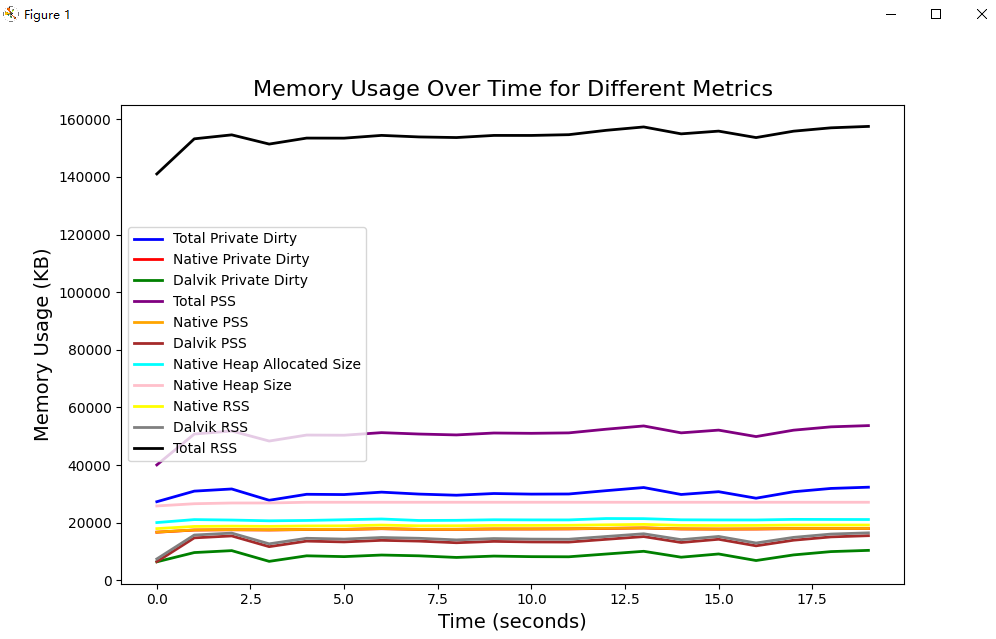 Figure 1
Memory Usage Over Time for Different Metrics
Memory Usage (KB)
160000
140000
120000
100000
80000
60000
40000
20000
0
Total Private Dirty
Native Private Dirty
Dalvik Private Dirty
Total PSS
Native PSS
Dalvik PSS
Native Heap Allocated Size
Native Heap Size
Native RSS
Dalvik RSS
Total RSS
0.0 2.5 5.0 7.5 10.0 12.5 15.0 17.5
Time (seconds)